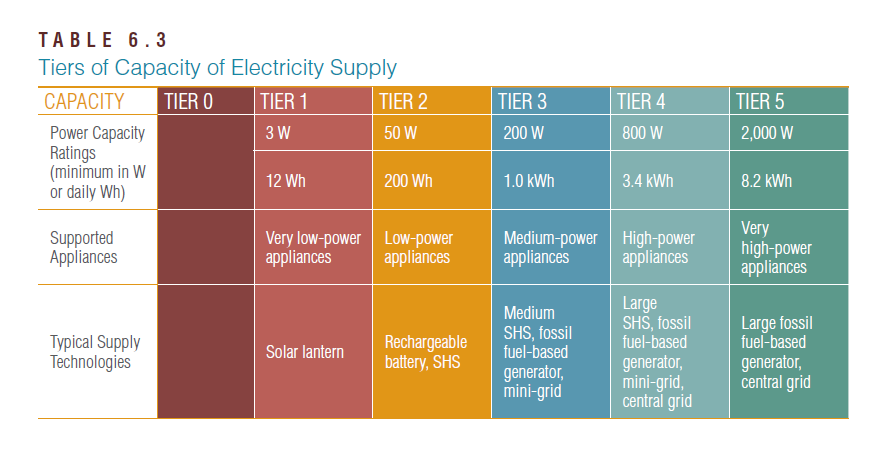 TABLE 6.3
Tiers of Capacity of Electricity Supply
CAPACITY TIER 0 TIER 1 TIER 2 TIER 3 TIER 4 TIER 5
Power Capacity
Ratings
(minimum in W
or daily Wh)
3 W 50 W 200 W 800 W 2,000 W
12 Wh 200 Wh 1.0 kWh 3.4 kWh 8.2 kWh
Supported
Appliances
Very low-power
appliances
Low-power
appliances
Medium-power
appliances
High-power
appliances
Very
high-power
appliances
Typical Supply
Technologies
Solar lantern
Rechargeable
battery, SHS
Medium
SHS, fossil
fuel-based
generator,
mini-grid
Large
SHS, fossil
fuel-based
generator,
mini-grid,
central grid
Large fossil
fuel-based
generator,
central grid